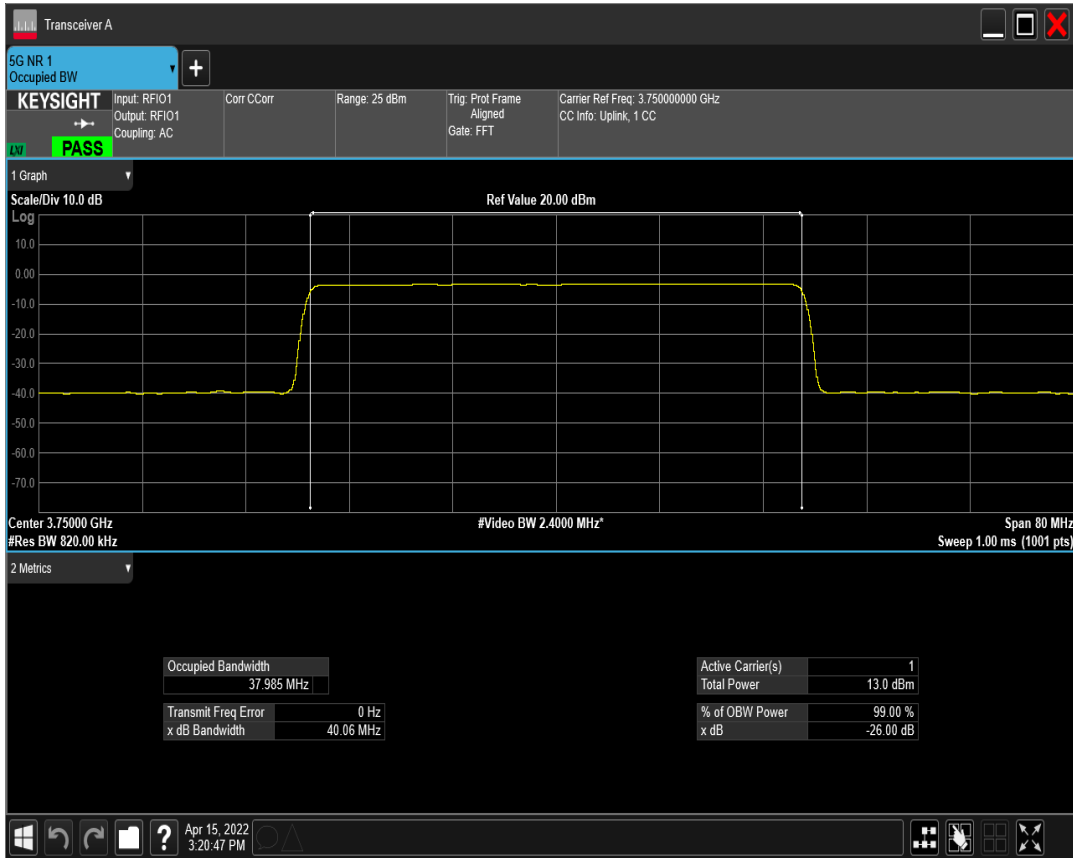 Transceiver A
5G NR 1
Occupied BW
KEYSIGHT
LXI
PASS
Input: RFIO1
Output: RFIO1
Coupling: AC
Corr CCorr
Range: 25 dBm
Trig: Prot Frame
Aligned
Gate: FFT
Carrier Ref Freq: 3.750000000 GHz
CC Info: Uplink, 1 CC
1 Graph
Scale/Div 10.0 dB
Ref Value 20.00 dBm
Log
10.0
0.00
-10.0
-20.0
-30.0
-40.0
-50.0
-60.0
-70.0
Center 3.75000 GHz
#Video BW 2.4000 MHz*
Span 80 MHz
#Res BW 820.00 kHz
Sweep 1.00 ms (1001 pts)
2 Metrics
Occupied Bandwidth
37.985 MHz
Transmit Freq Error 0 Hz
x dB Bandwidth 40.06 MHz
Active Carrier(s) 1
Total Power 13.0 dBm
% of OBW Power 99.00 %
x dB -26.00 dB
?
Apr 15, 2022
3:20:47 PM